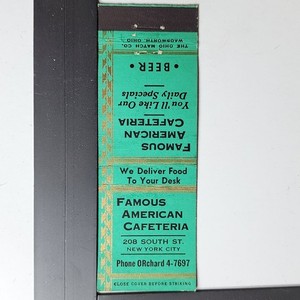 THE OHIO MATCH CO.
WADSWORTH, OHIO
• BEER •
You'll Like Our
Daily Specials
FAMOUS
AMERICAN
CAFETERIA
We Deliver Food
To Your Desk
FAMOUS
AMERICAN
CAFETERIA
208 SOUTH ST.
NEW YORK CITY
Phone ORchard 4-7697
CLOSE COVER BEFORE STRIKING